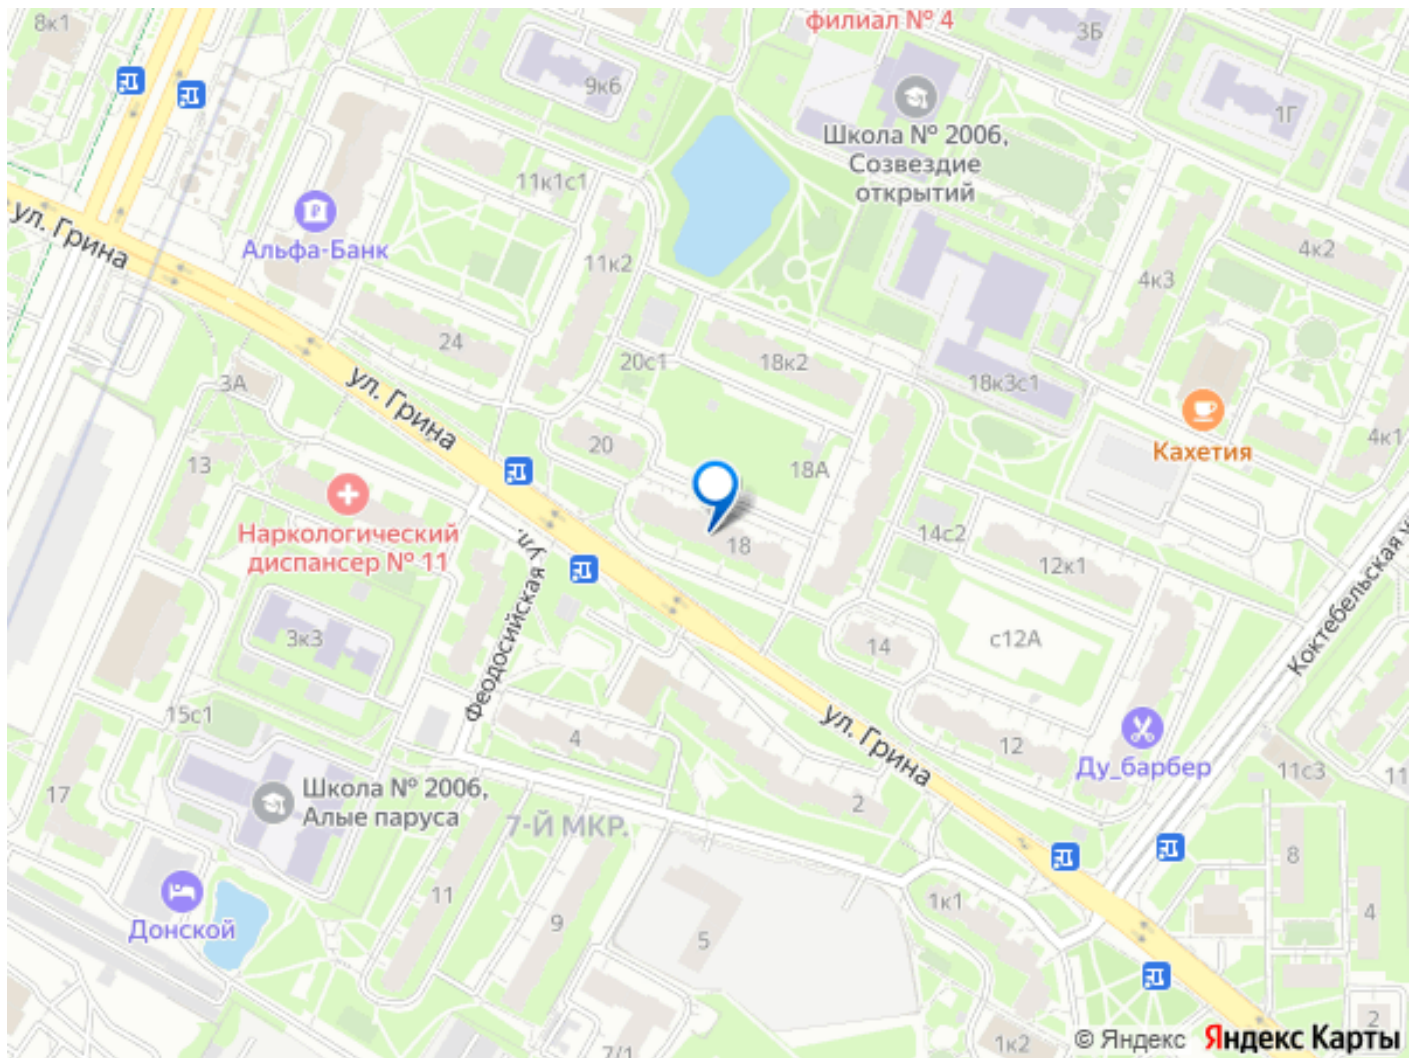 8к1
филиал № 4
3Б
9к6
1Г
Школа № 2006,
Созвездие
открытий
11к1с1
ул. Грина
Альфа-Банк
11к2
4к2
4к3
24
20с1
18к2
18к3с1
3А
ул. Грина
Кахетия
4к1
20
18А
13
Наркологический
диспансер № 11
18
14с2
12к1
Феодосийская ул.
Коктебельская у
3к3
14
с12А
15с1
4
ул. Грина
12
Ду_барбер
11с3
11
17
Школа № 2006,
Алые паруса
2
7-Й МКР.
8
11
9
5
1к1
4
Донской
7/1
1к2
2
© Яндекс Яндекс Карты